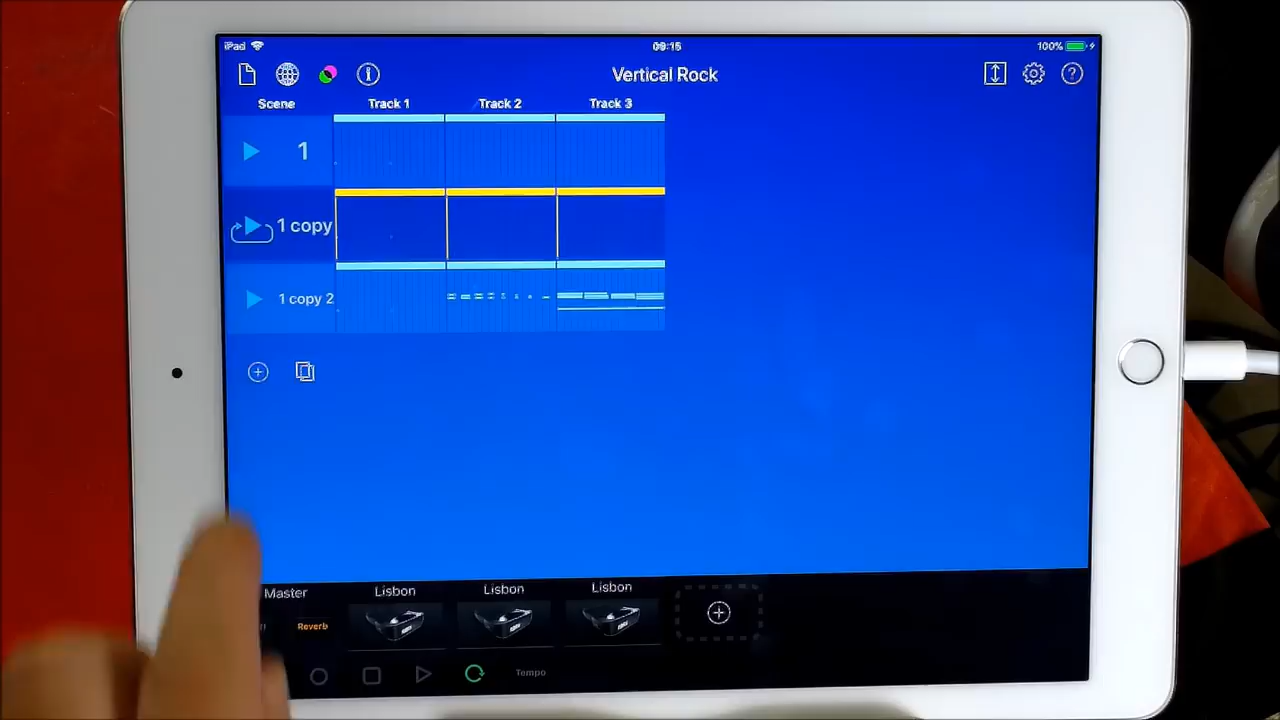 iPad 09:15 100%
Vertical Rock
Scene Track 1 Track 2 Track 3
1
1 copy
1 copy 2
Master Lisbon Lisbon Lisbon
Reverb
Tempo